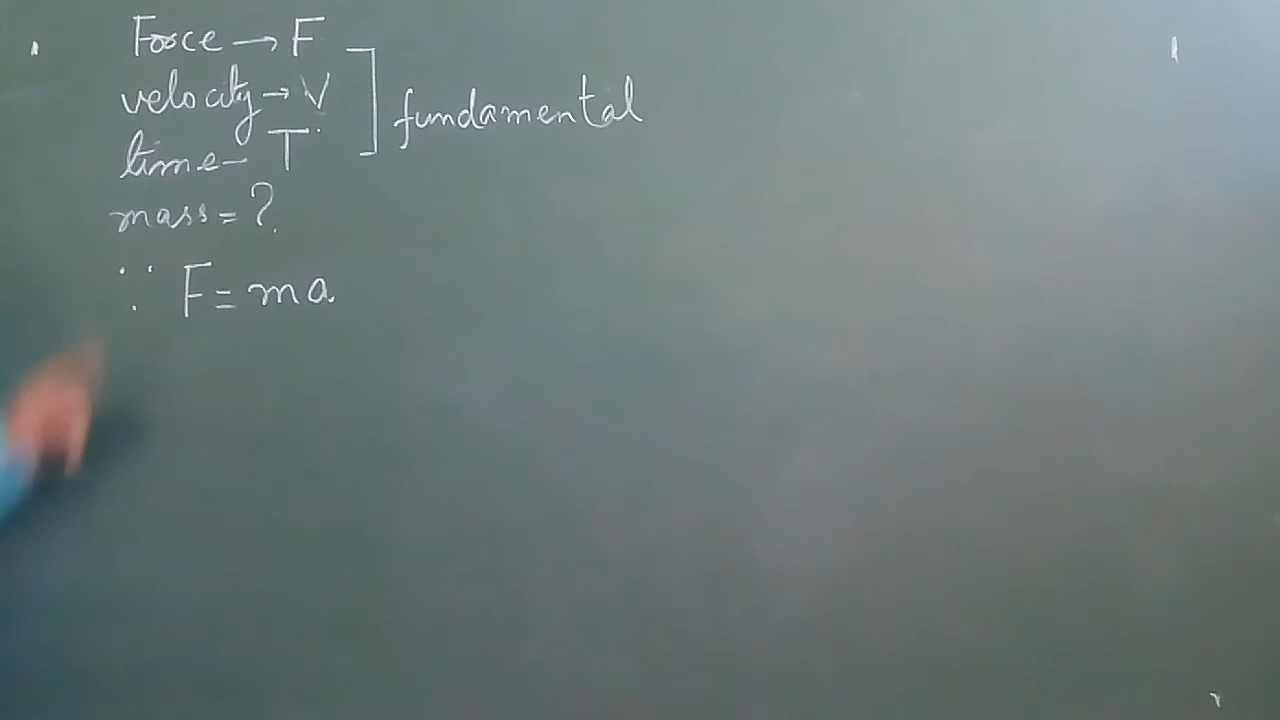 Force → F
velocity → V
time - T
fundamental
mass = ?
∵ F = ma